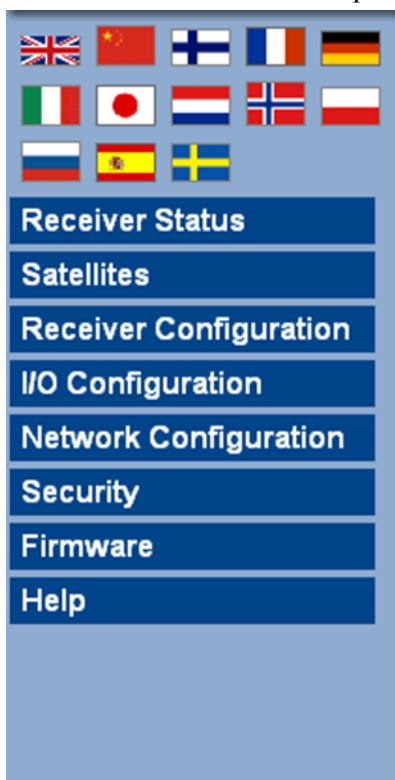 Receiver Status
Satellites
Receiver Configuration
I/O Configuration
Network Configuration
Security
Firmware
Help